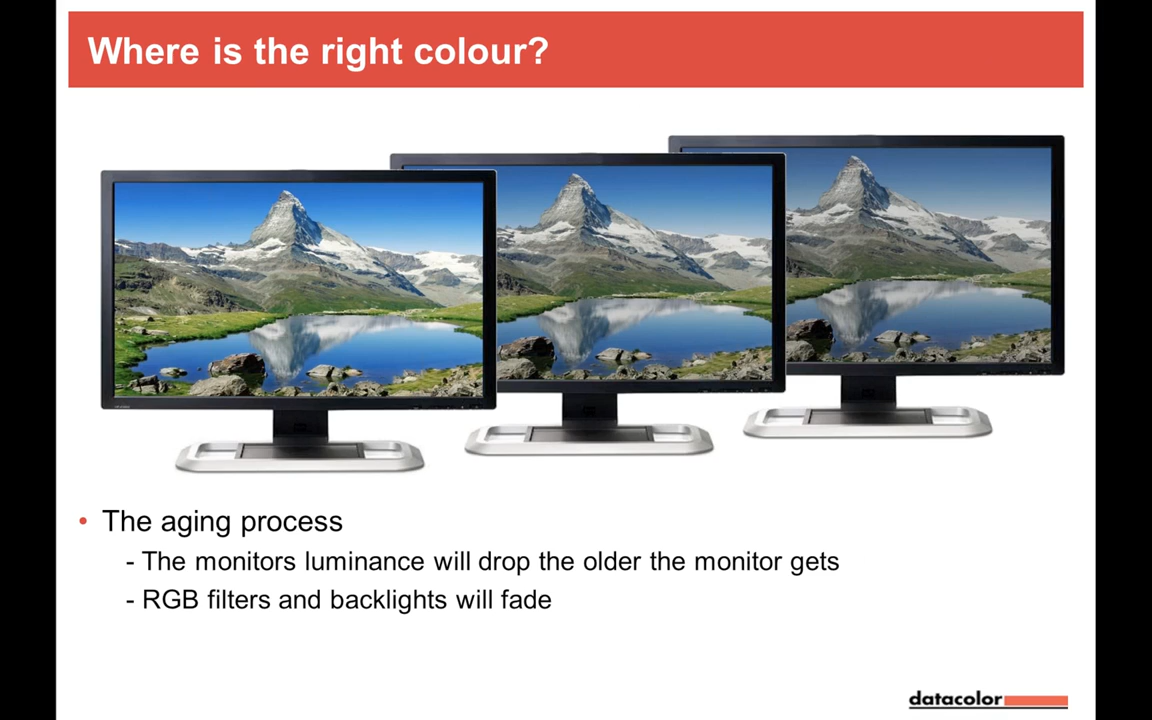 Where is the right colour?
• The aging process
- The monitors luminance will drop the older the monitor gets
- RGB filters and backlights will fade
datacolor